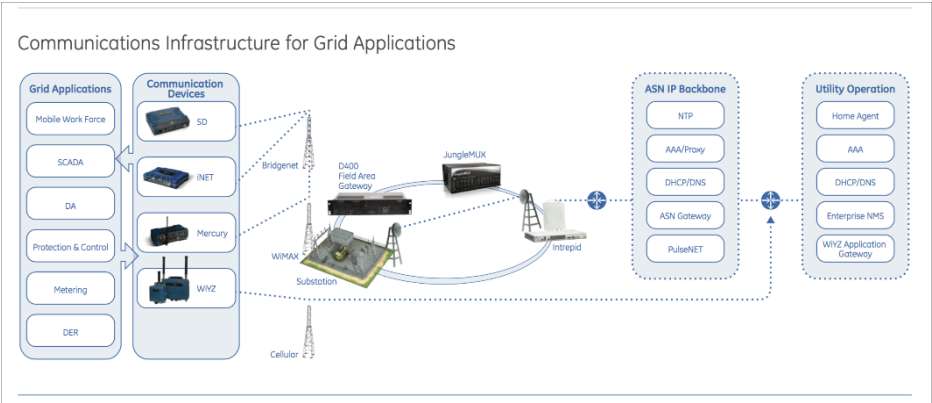 Communications Infrastructure for Grid Applications
Grid Applications
Mobile Work Force
SCADA
DA
Protection & Control
Metering
DER
Communication
Devices
SD
iNET
Mercury
WiYZ
Bridgenet
WiMAX
Cellular
D400
Field Area
Gateway
Substation
JungleMUX
Intrepid
ASN IP Backbone
NTP
AAA/Proxy
DHCP/DNS
ASN Gateway
PulseNET
Utility Operation
Home Agent
AAA
DHCP/DNS
Enterprise NMS
WiYZ Application
Gateway